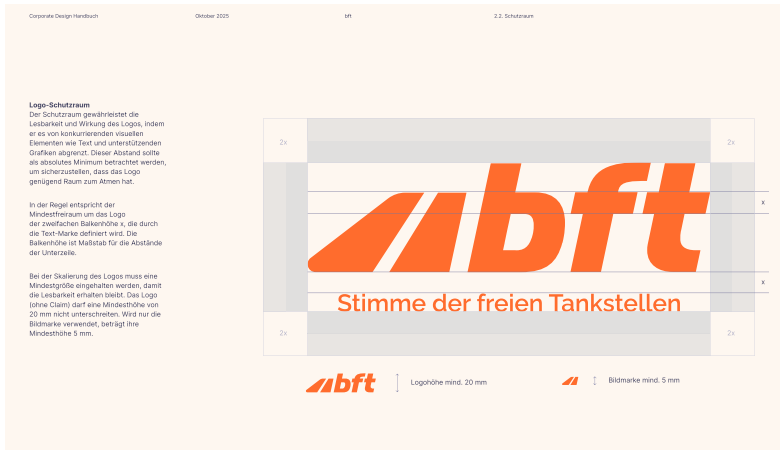 Corporate Design Handbuch
Oktober 2025
bft
2.2. Schutzraum
Logo-Schutzraum
Der Schutzraum gewährleistet die
Lesbarkeit und Wirkung des Logos, indem
er es von konkurrierenden visuellen
Elementen wie Text und unterstützenden
Grafiken abgrenzt. Dieser Abstand sollte
als absolutes Minimum betrachtet werden,
um sicherzustellen, dass das Logo
genügend Raum zum Atmen hat.
In der Regel entspricht der
Mindestfreiraum um das Logo
der zweifachen Balkenhöhe x, die durch
die Text-Marke definiert wird. Die
Balkenhöhe ist Maßstab für die Abstände
der Unterzeile.
Bei der Skalierung des Logos muss eine
Mindestgröße eingehalten werden, damit
die Lesbarkeit erhalten bleibt. Das Logo
(ohne Claim) darf eine Mindesthöhe von
20 mm nicht unterschreiten. Wird nur die
Bildmarke verwendet, beträgt ihre
Mindesthöhe 5 mm.
2x
2x
bft
x
x
Stimme der freien Tankstellen
2x
2x
bft
Logohöhe mind. 20 mm
Bildmarke mind. 5 mm